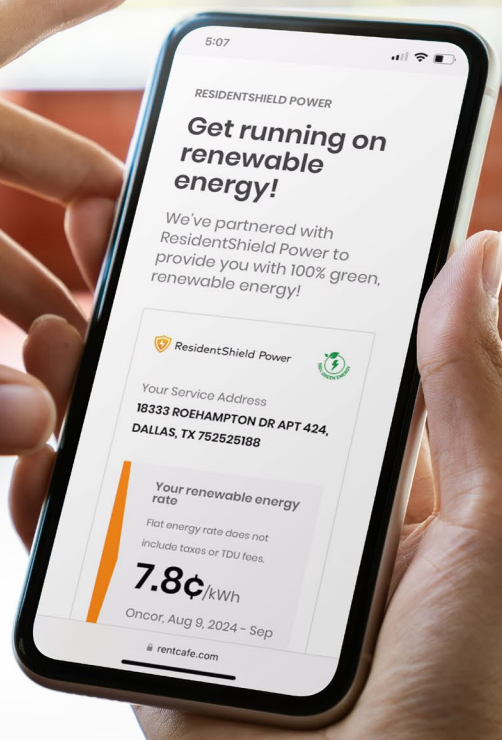 5:07
RESIDENTSHIELD POWER
Get running on
renewable
energy!
We've partnered with
ResidentShield Power to
provide you with 100% green,
renewable energy!
ResidentShield Power
100% GREEN ENERGY
Your Service Address
18333 ROEHAMPTON DR APT 424,
DALLAS, TX 752525188
Your renewable energy
rate
Flat energy rate does not
include taxes or TDU fees.
7.8¢/kWh
Oncor, Aug 9, 2024 - Sep
rentcafe.com